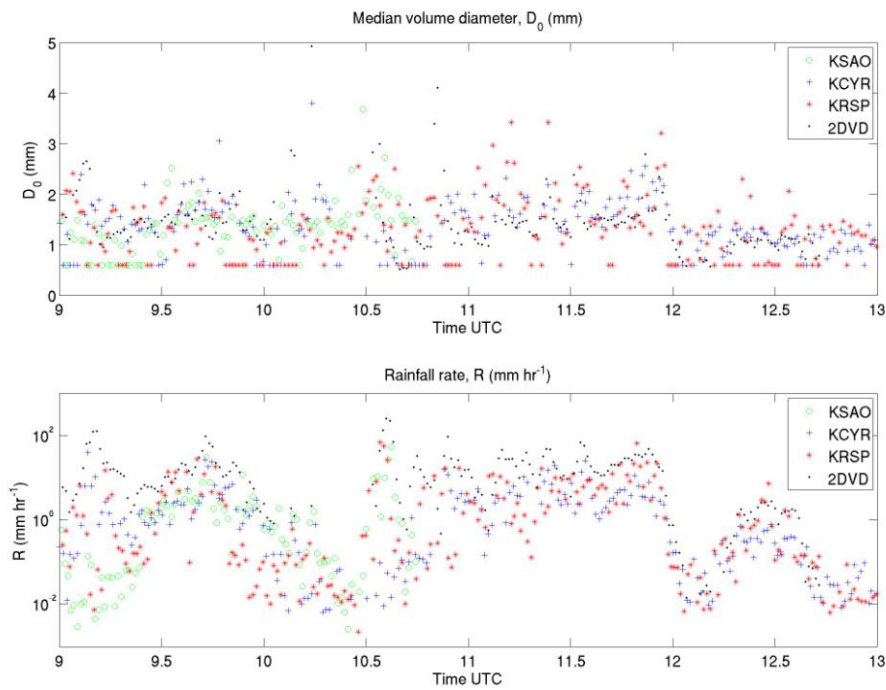 Median volume diameter, D₀ (mm)
5
4
3
2
1
0
D₀ (mm)
KSAO
KCYR
KRSP
2DVD
9 9.5 10 10.5 11 11.5 12 12.5 13
Time UTC
Rainfall rate, R (mm hr⁻¹)
10²
10⁰
10⁻²
R (mm hr⁻¹)
KSAO
KCYR
KRSP
2DVD
9 9.5 10 10.5 11 11.5 12 12.5 13
Time UTC